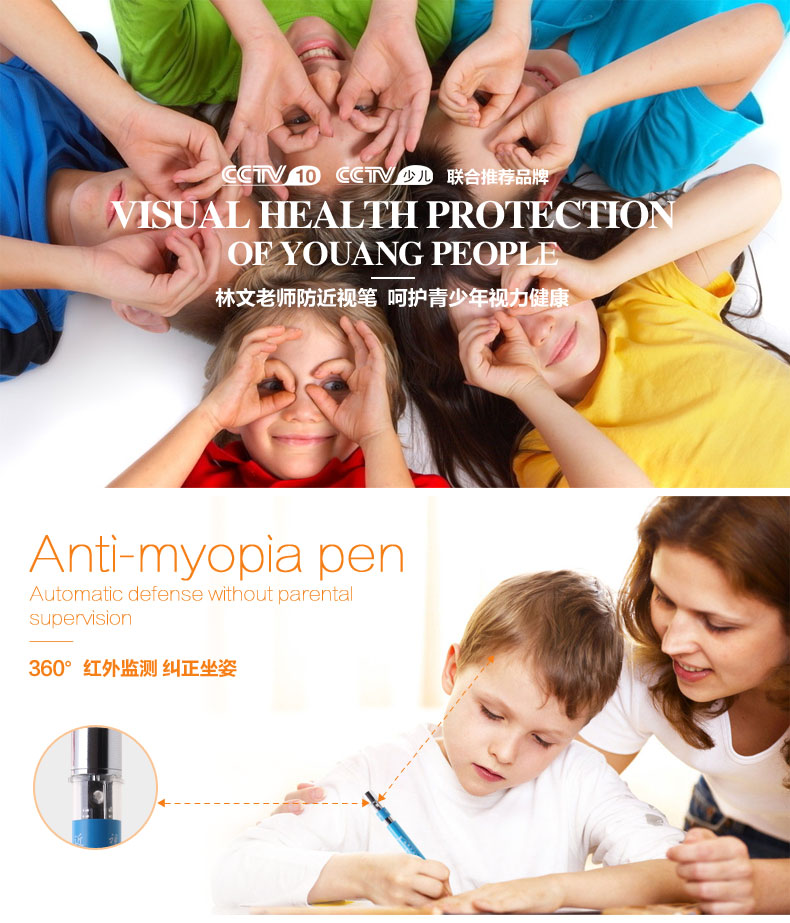 CCTV 10 CCTV 少儿 联合推荐品牌
VISUAL HEALTH PROTECTION
OF YOUANG PEOPLE
林文老师防近视笔 呵护青少年视力健康
Anti-myopia pen
Automatic defense without parental
supervision
360° 红外监测 纠正坐姿